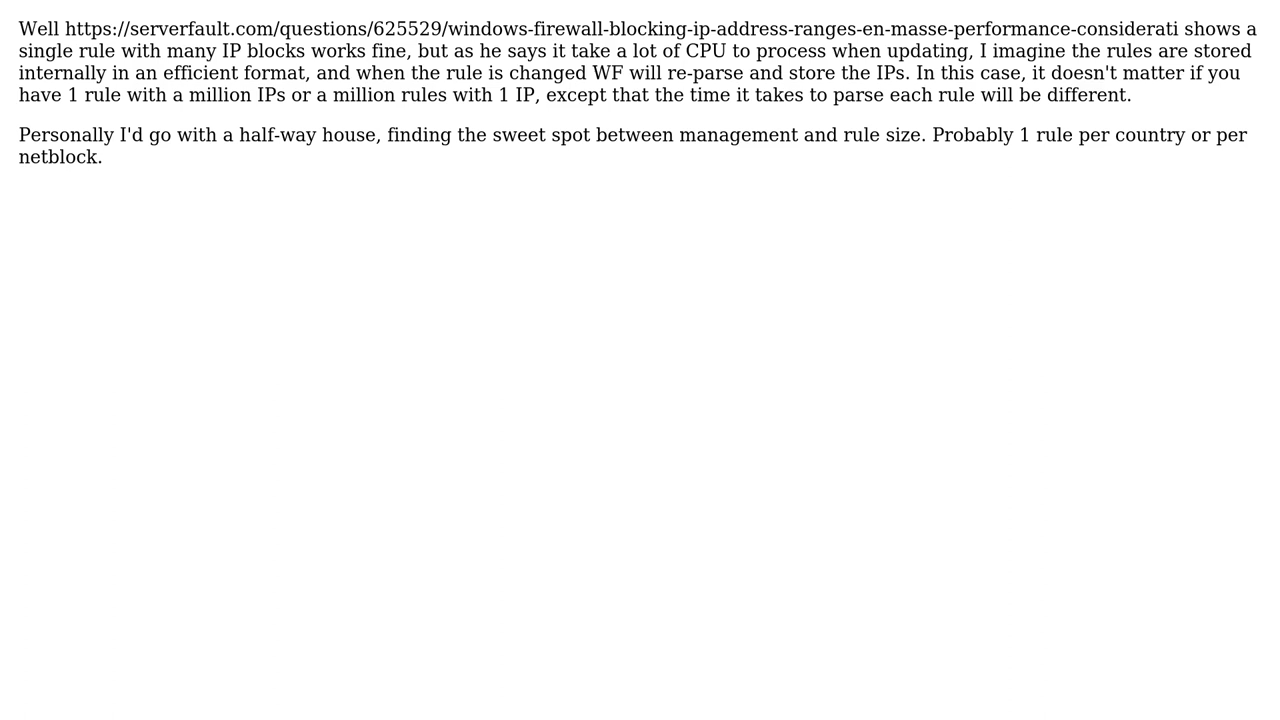 Well https://serverfault.com/questions/625529/windows-firewall-blocking-ip-address-ranges-en-masse-performance-considerati shows a
single rule with many IP blocks works fine, but as he says it take a lot of CPU to process when updating, I imagine the rules are stored
internally in an efficient format, and when the rule is changed WF will re-parse and store the IPs. In this case, it doesn't matter if you
have 1 rule with a million IPs or a million rules with 1 IP, except that the time it takes to parse each rule will be different.
Personally I'd go with a half-way house, finding the sweet spot between management and rule size. Probably 1 rule per country or per
netblock.